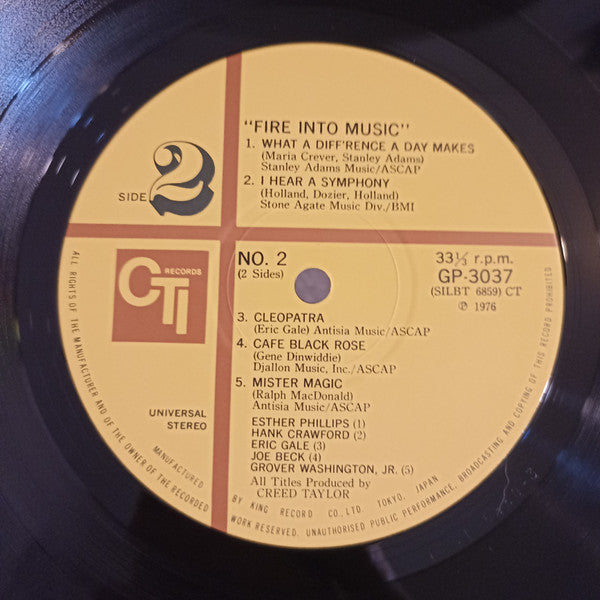 "FIRE INTO MUSIC"
1. WHAT A DIFF'RENCE A DAY MAKES
(Maria Crever, Stanley Adams)
Stanley Adams Music/ASCAP
2. I HEAR A SYMPHONY
(Holland, Dozier, Holland)
Stone Agate Music Div./BMI
SIDE 2
CTI RECORDS
NO. 2
(2 Sides)
33⅓ r.p.m.
GP-3037
(SILBT 6859) CT
℗ 1976
3. CLEOPATRA
(Eric Gale) Antisia Music/ASCAP
4. CAFE BLACK ROSE
(Gene Dinwiddie)
Djallon Music, Inc./ASCAP
5. MISTER MAGIC
(Ralph MacDonald)
Antisia Music/ASCAP
UNIVERSAL
STEREO
ESTHER PHILLIPS (1)
HANK CRAWFORD (2)
ERIC GALE (3)
JOE BECK (4)
GROVER WASHINGTON, JR. (5)
All Titles Produced by
CREED TAYLOR
MANUFACTURED BY KING RECORD CO., LTD. TOKYO, JAPAN
ALL RIGHTS OF THE MANUFACTURER AND OF THE OWNER OF THE RECORDED WORK RESERVED. UNAUTHORISED PUBLIC PERFORMANCE, BROADCASTING AND COPYING OF THIS RECORD PROHIBITED